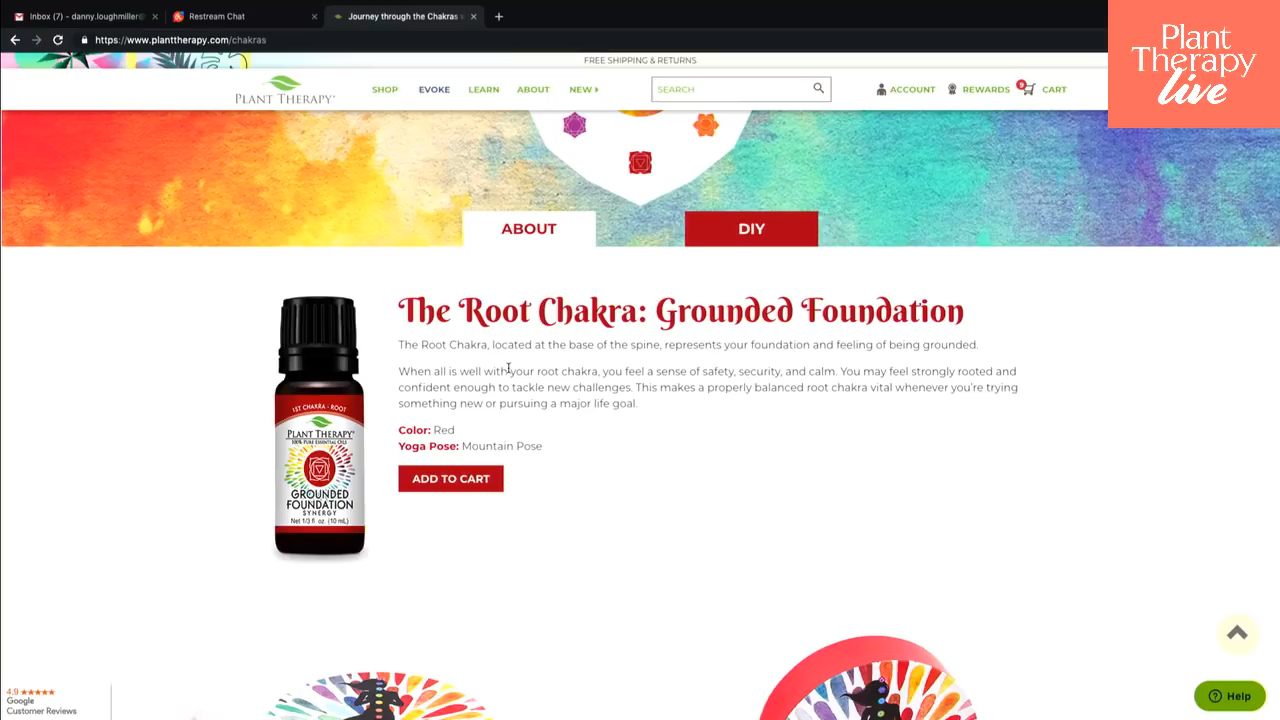 Inbox (7) - danny.loughmiller@
Restream Chat
Journey through the Chakras
https://www.planttherapy.com/chakras
Plant
Therapy
live
FREE SHIPPING & RETURNS
PLANT THERAPY
SHOP
EVOKE
LEARN
ABOUT
NEW
SEARCH
ACCOUNT
REWARDS
CART
ABOUT
DIY
The Root Chakra: Grounded Foundation
The Root Chakra, located at the base of the spine, represents your foundation and feeling of being grounded.
When all is well with your root chakra, you feel a sense of safety, security, and calm. You may feel strongly rooted and
confident enough to tackle new challenges. This makes a properly balanced root chakra vital whenever you're trying
something new or pursuing a major life goal.
Color: Red
Yoga Pose: Mountain Pose
ADD TO CART
1ST CHAKRA - ROOT
PLANT THERAPY
100% PURE ESSENTIAL OILS
GROUNDED
FOUNDATION
SYNERGY
Net 1/3 fl. oz. (10 mL)
4.9
Google
Customer Reviews
Help